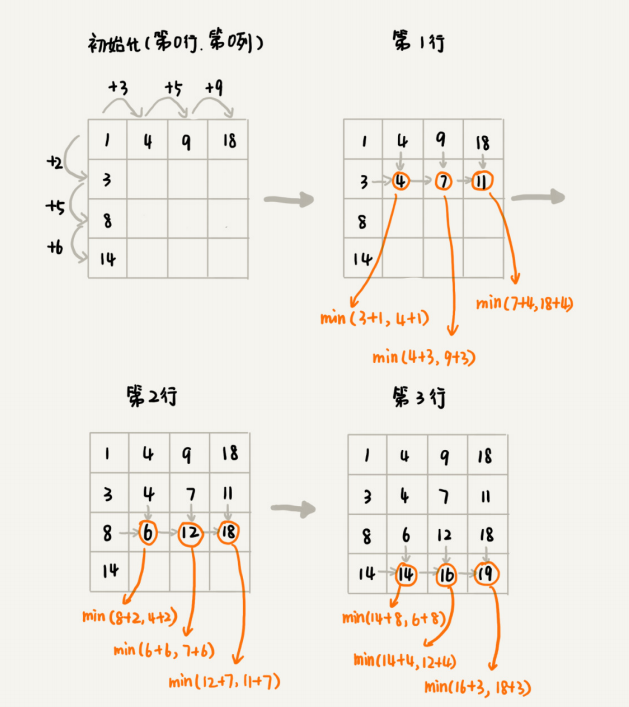 初始化(第0行.第0列)
+3 +5 +9
1 4 9 18
+2
3
+5
8
+6
14
第1行
1 4 9 18
3 4 7 11
8
14
min(3+1, 4+1)
min(4+3, 9+3)
min(7+4,18+4)
第2行
1 4 9 18
3 4 7 11
8 6 12 18
14
min(8+2,4+2)
min(6+6, 7+6)
min(12+7, 11+7)
第3行
1 4 9 18
3 4 7 11
8 6 12 18
14 14 16 19
min(14+8,6+8)
min(14+4,12+4)
min(16+3, 18+3)